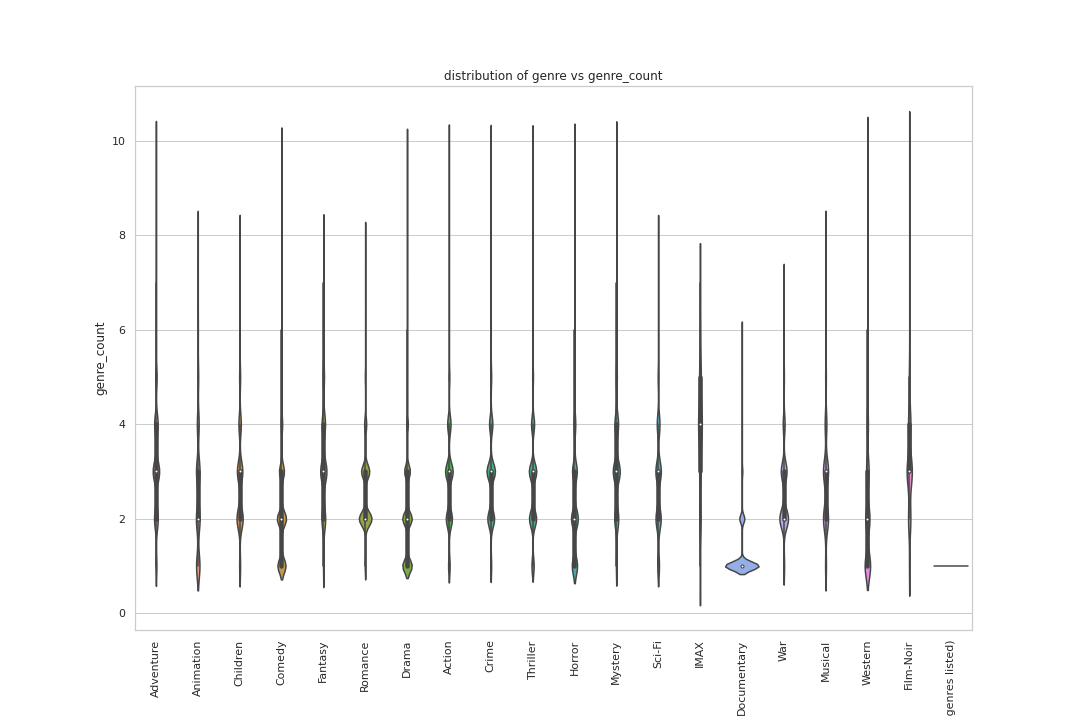 distribution of genre vs genre_count
10
8
6
4
2
0
genre_count
Adventure
Animation
Children
Comedy
Fantasy
Romance
Drama
Action
Crime
Thriller
Horror
Mystery
Sci-Fi
IMAX
Documentary
War
Musical
Western
Film-Noir
genres listed)